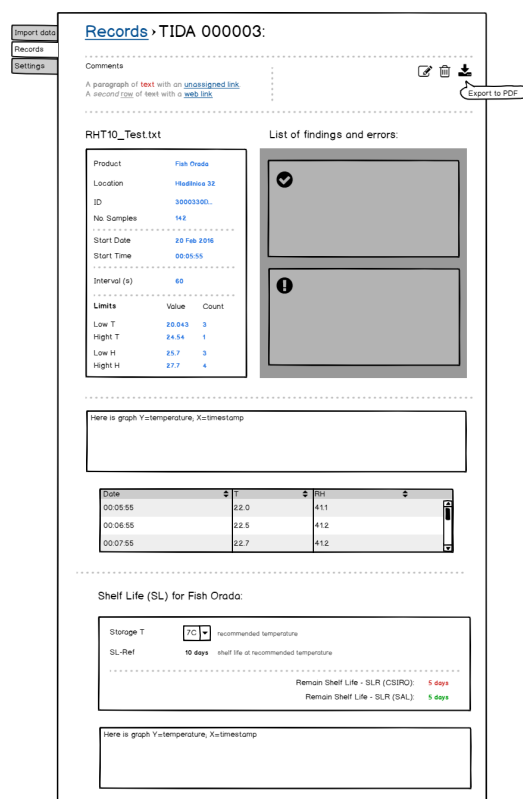 Import data
Records
Settings
Records › TIDA 000003:
Comments
A paragraph of text with an unassigned link.
A second row of text with a web link
Export to PDF
RHT10_Test.txt
List of findings and errors:
Product Fish Orada
Location Hladilnica 32
ID 3000330D...
No. Samples 142
Start Date 20 Feb 2016
Start Time 00:05:55
Interval (s) 60
Limits Value Count
Low T 20.043 3
Hight T 24.54 1
Low H 25.7 3
Hight H 27.7 4
Here is graph Y=temperature, X=timestamp
Date T RH
00:05:55 22.0 41.1
00:06:55 22.5 41.2
00:07:55 22.7 41.2
Shelf Life (SL) for Fish Orada:
Storage T 7C recommended temperature
SL-Ref 10 days shelf life at recommended temperature
Remain Shelf Life - SLR (CSIRO): 5 days
Remain Shelf Life - SLR (SAL): 5 days
Here is graph Y=temperature, X=timestamp